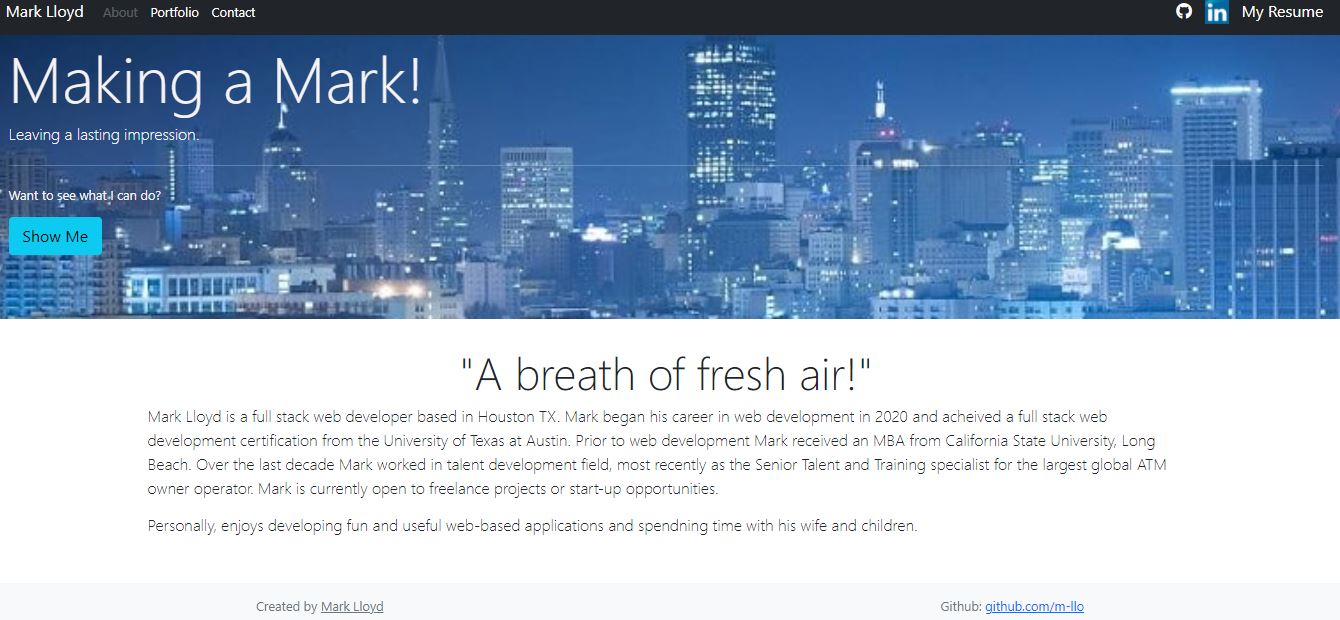 Mark Lloyd About Portfolio Contact in My Resume
Making a Mark!
Leaving a lasting impression.
Want to see what I can do?
Show Me
"A breath of fresh air!"
Mark Lloyd is a full stack web developer based in Houston TX. Mark began his career in web development in 2020 and acheived a full stack web
development certification from the University of Texas at Austin. Prior to web development Mark received an MBA from California State University, Long
Beach. Over the last decade Mark worked in talent development field, most recently as the Senior Talent and Training specialist for the largest global ATM
owner operator. Mark is currently open to freelance projects or start-up opportunities.
Personally, enjoys developing fun and useful web-based applications and spendning time with his wife and children.
Created by Mark Lloyd Github: github.com/m-llo